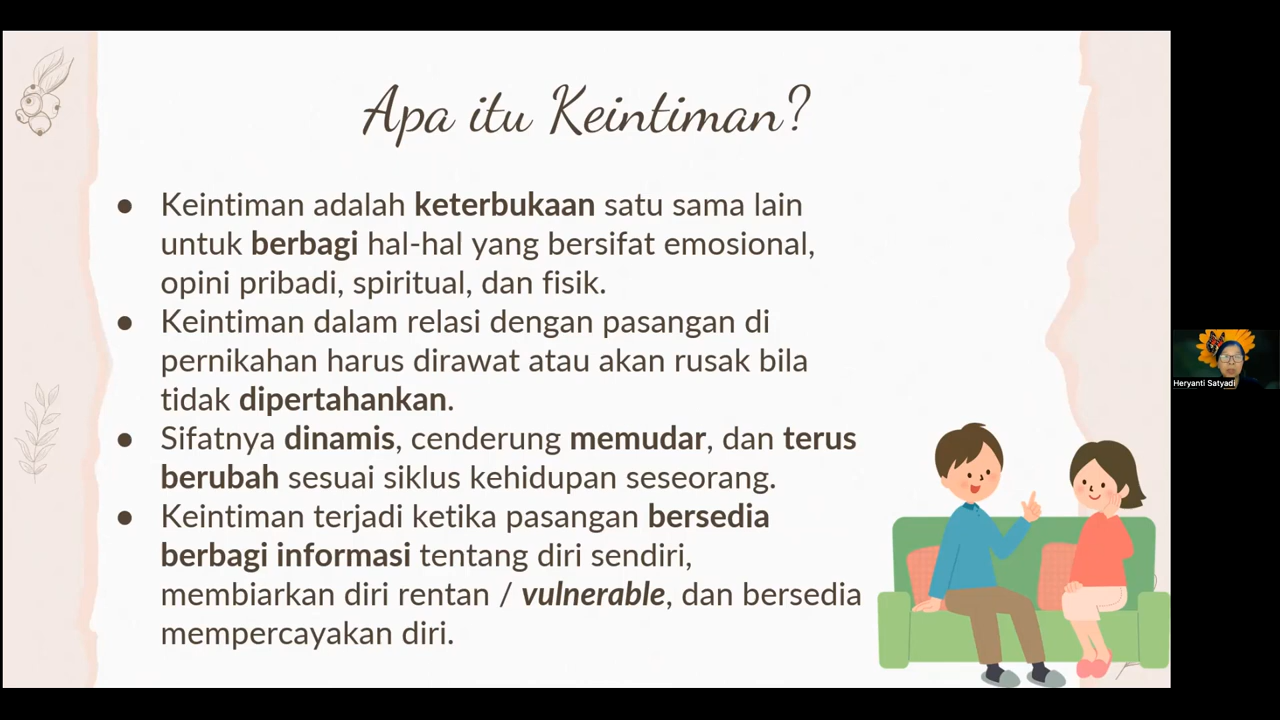 Apa itu Keintiman?
● Keintiman adalah keterbukaan satu sama lain
untuk berbagi hal-hal yang bersifat emosional,
opini pribadi, spiritual, dan fisik.
● Keintiman dalam relasi dengan pasangan di
pernikahan harus dirawat atau akan rusak bila
tidak dipertahankan.
● Sifatnya dinamis, cenderung memudar, dan terus
berubah sesuai siklus kehidupan seseorang.
● Keintiman terjadi ketika pasangan bersedia
berbagi informasi tentang diri sendiri,
membiarkan diri rentan / vulnerable, dan bersedia
mempercayakan diri.
Heryanti Satyadi